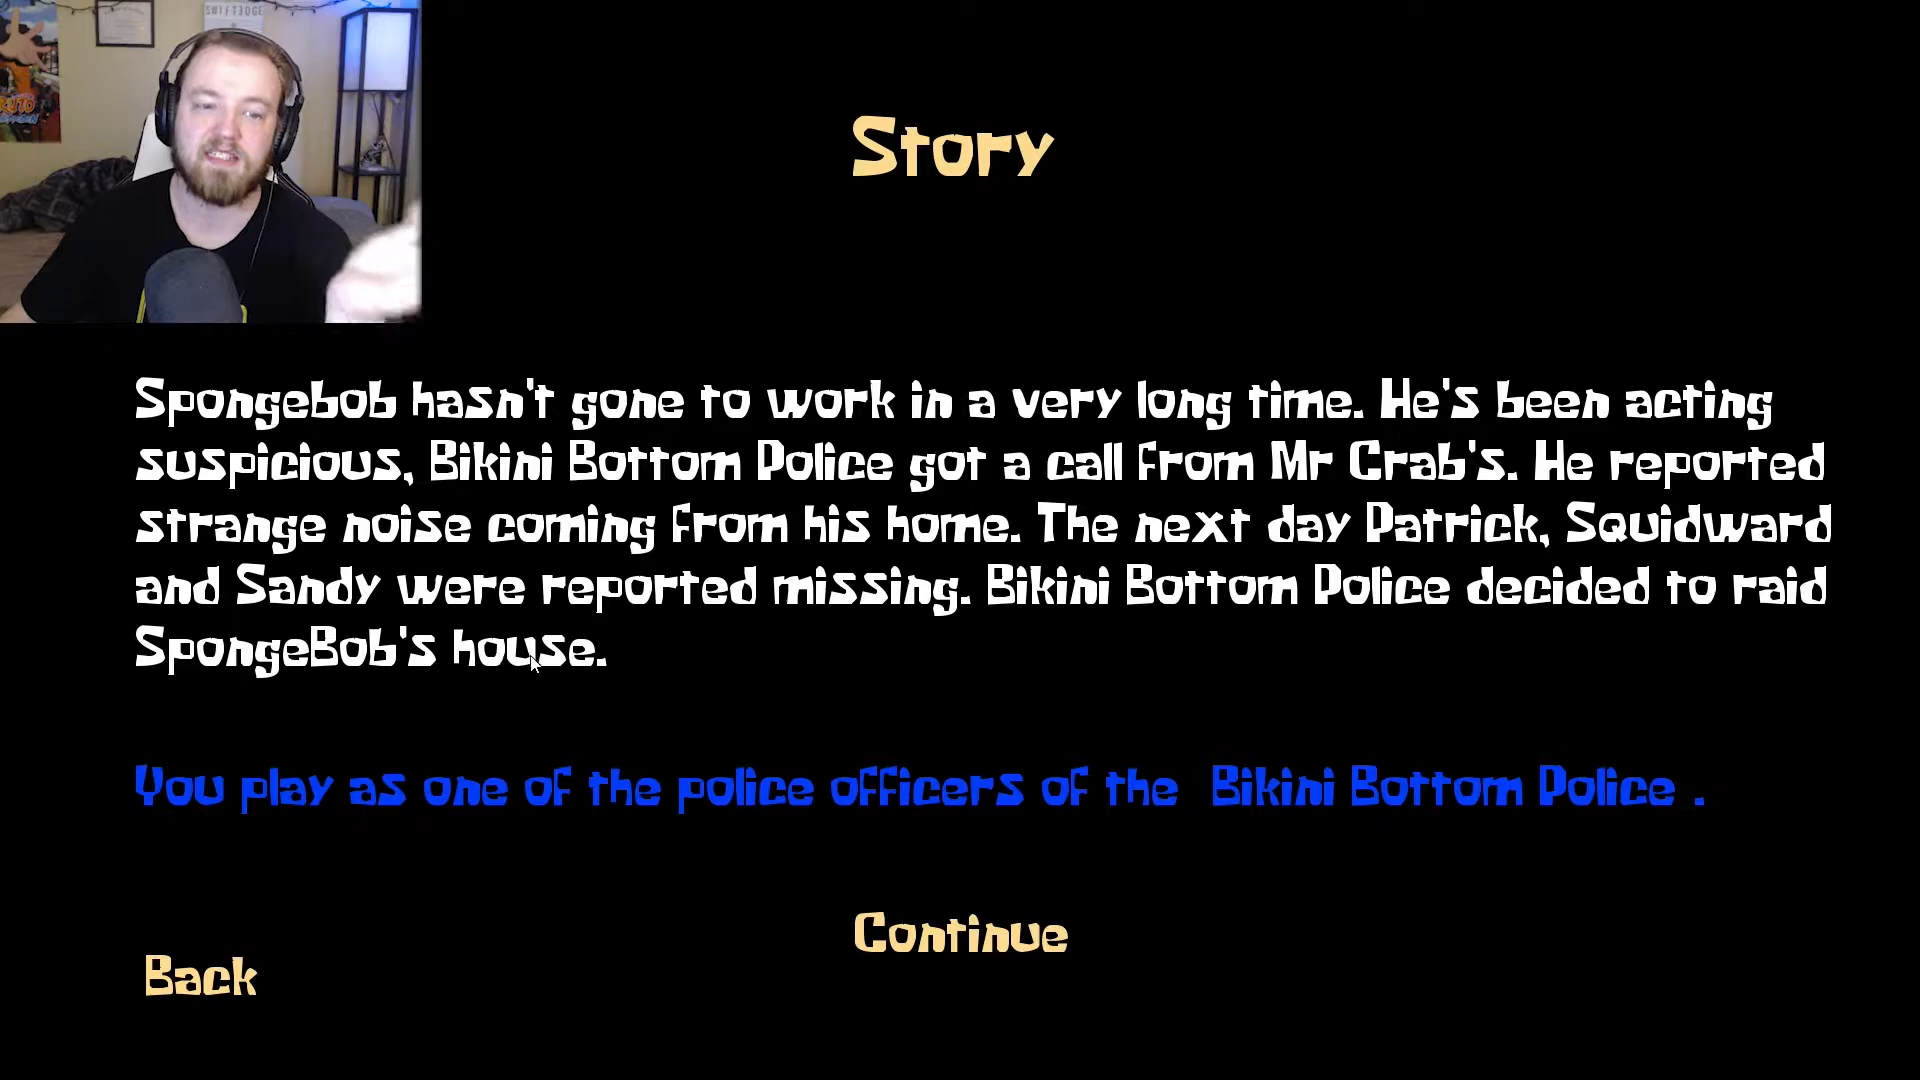 SWIFTEDGE
Story
Spongebob hasn't gone to work in a very long time. He's been acting
suspicious, Bikini Bottom Police got a call from Mr Crab's. He reported
strange noise coming from his home. The next day Patrick, Squidward
and Sandy were reported missing. Bikini Bottom Police decided to raid
SpongeBob's house.
You play as one of the police officers of the  Bikini Bottom Police .
Continue
Back